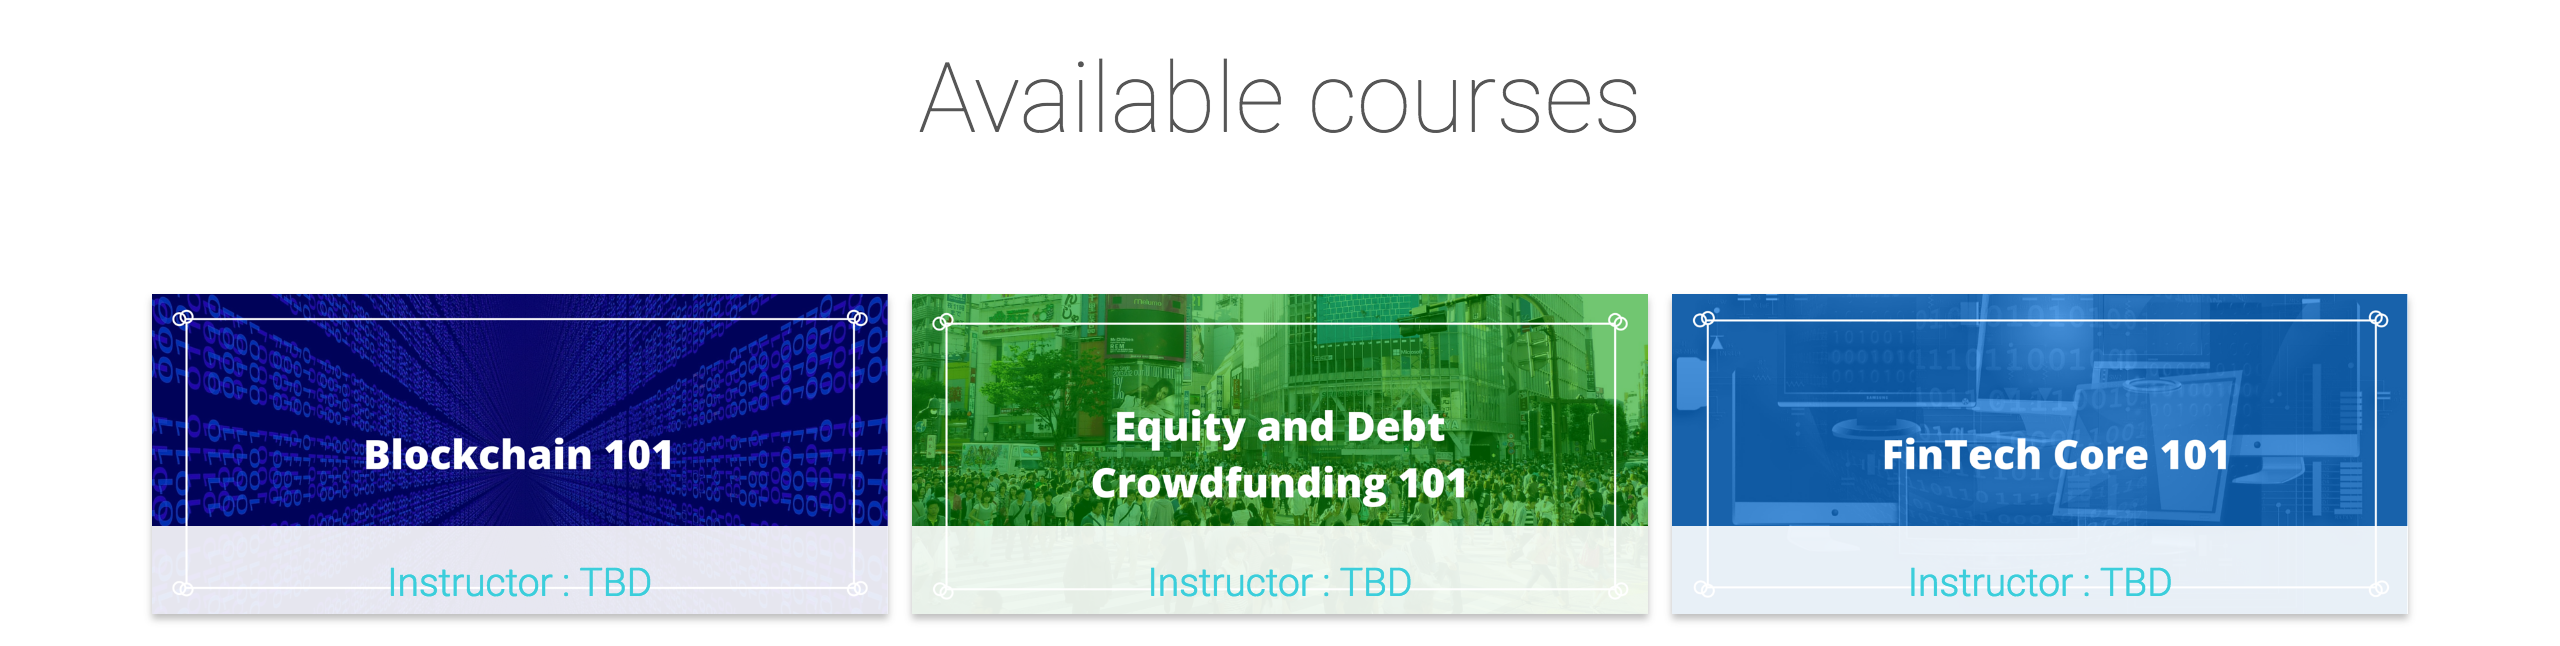 Available courses
Blockchain 101
Equity and Debt
Crowdfunding 101
FinTech Core 101
Instructor : TBD
Instructor : TBD
Instructor : TBD